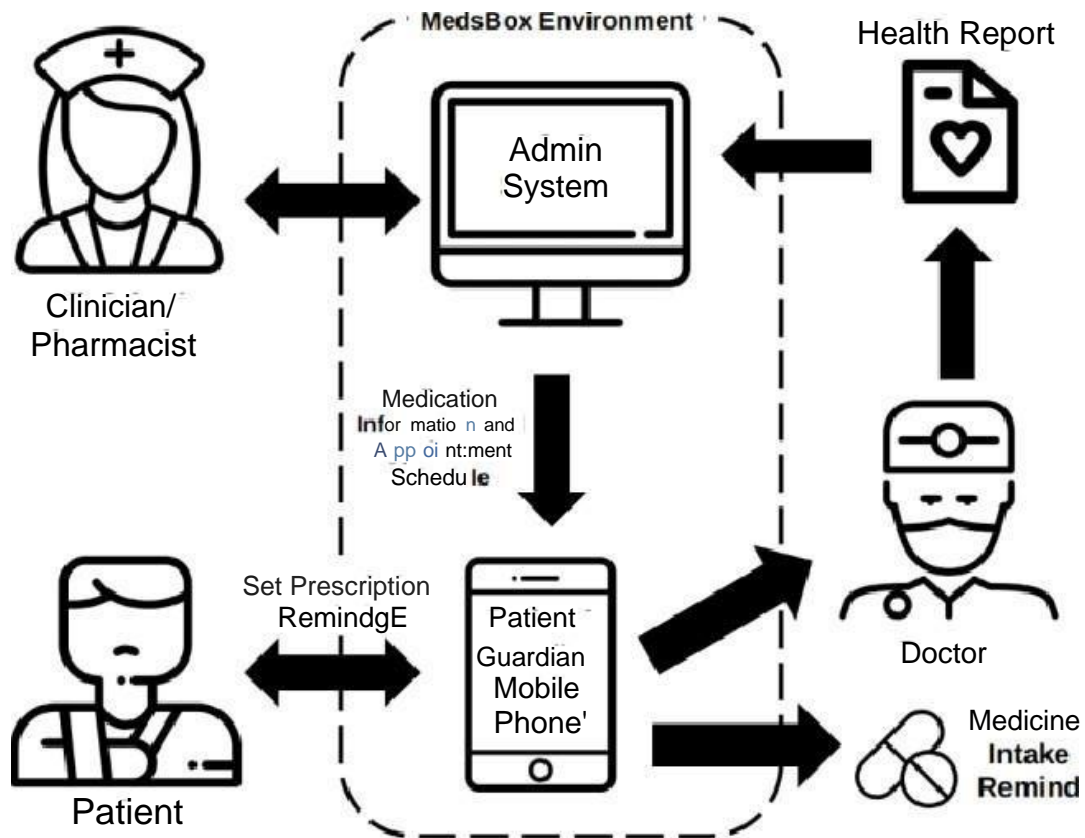 MedsBox Environment
Health Report
Admin
System
Clinician/
Pharmacist
Medication
Infor matio n and
A pp oi nt:ment
Schedu le
Set Prescription
RemindgE
Patient
Guardian
Mobile
Phone'
Doctor
Medicine
Intake
Remind
Patient